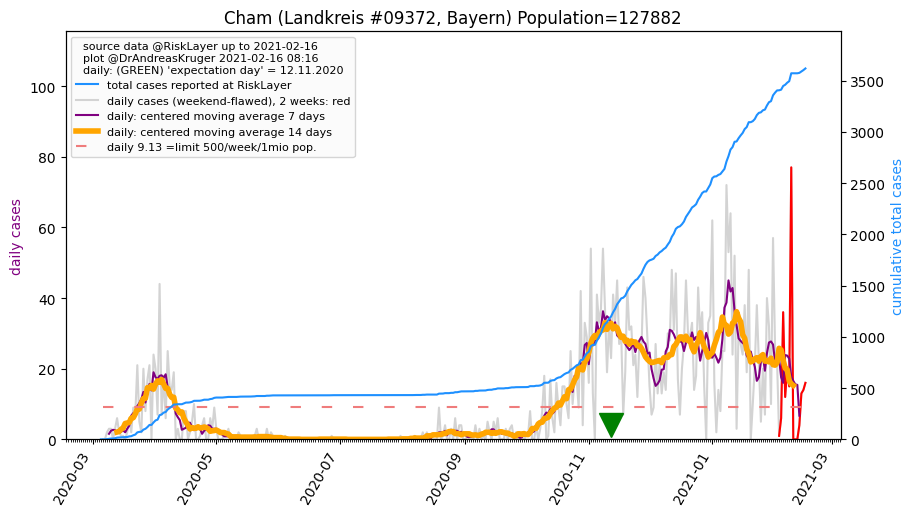 Cham (Landkreis #09372, Bayern) Population=127882
source data @RiskLayer up to 2021-02-16
plot @DrAndreasKruger 2021-02-16 08:16
daily: (GREEN) 'expectation day' = 12.11.2020
total cases reported at RiskLayer
daily cases (weekend-flawed), 2 weeks: red
daily: centered moving average 7 days
daily: centered moving average 14 days
daily 9.13 =limit 500/week/1mio pop.
daily cases
100
80
60
40
20
0
cumulative total cases
3500
3000
2500
2000
1500
1000
500
0
2020-03
2020-05
2020-07
2020-09
2020-11
2021-01
2021-03